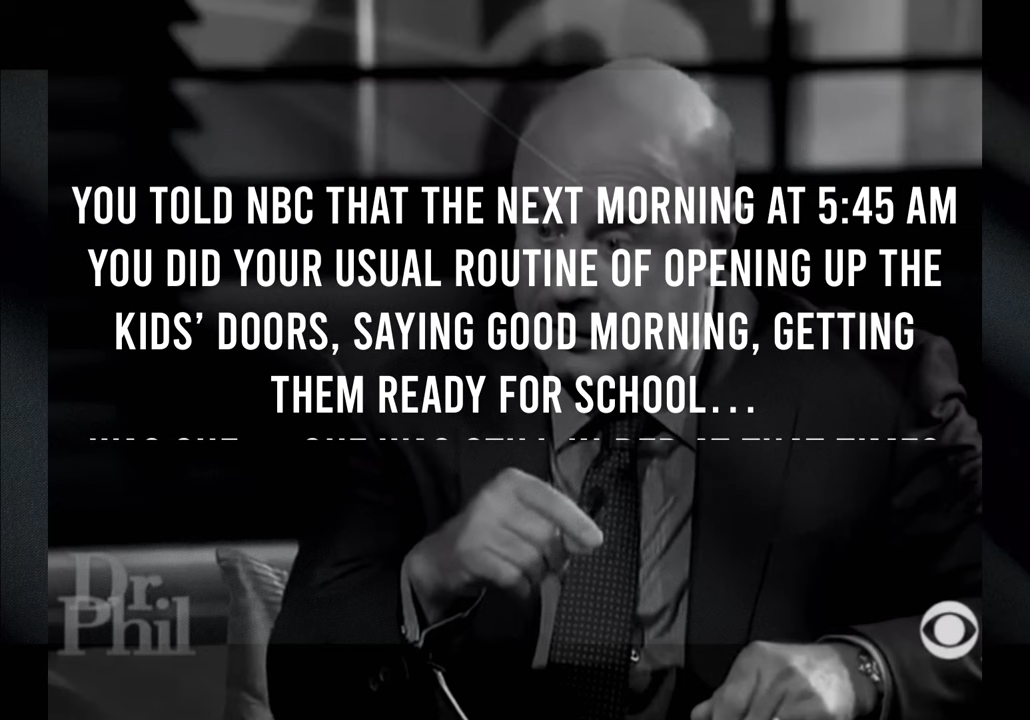 YOU TOLD NBC THAT THE NEXT MORNING AT 5:45 AM
YOU DID YOUR USUAL ROUTINE OF OPENING UP THE
KIDS’ DOORS, SAYING GOOD MORNING, GETTING
THEM READY FOR SCHOOL...
Dr.
Phil